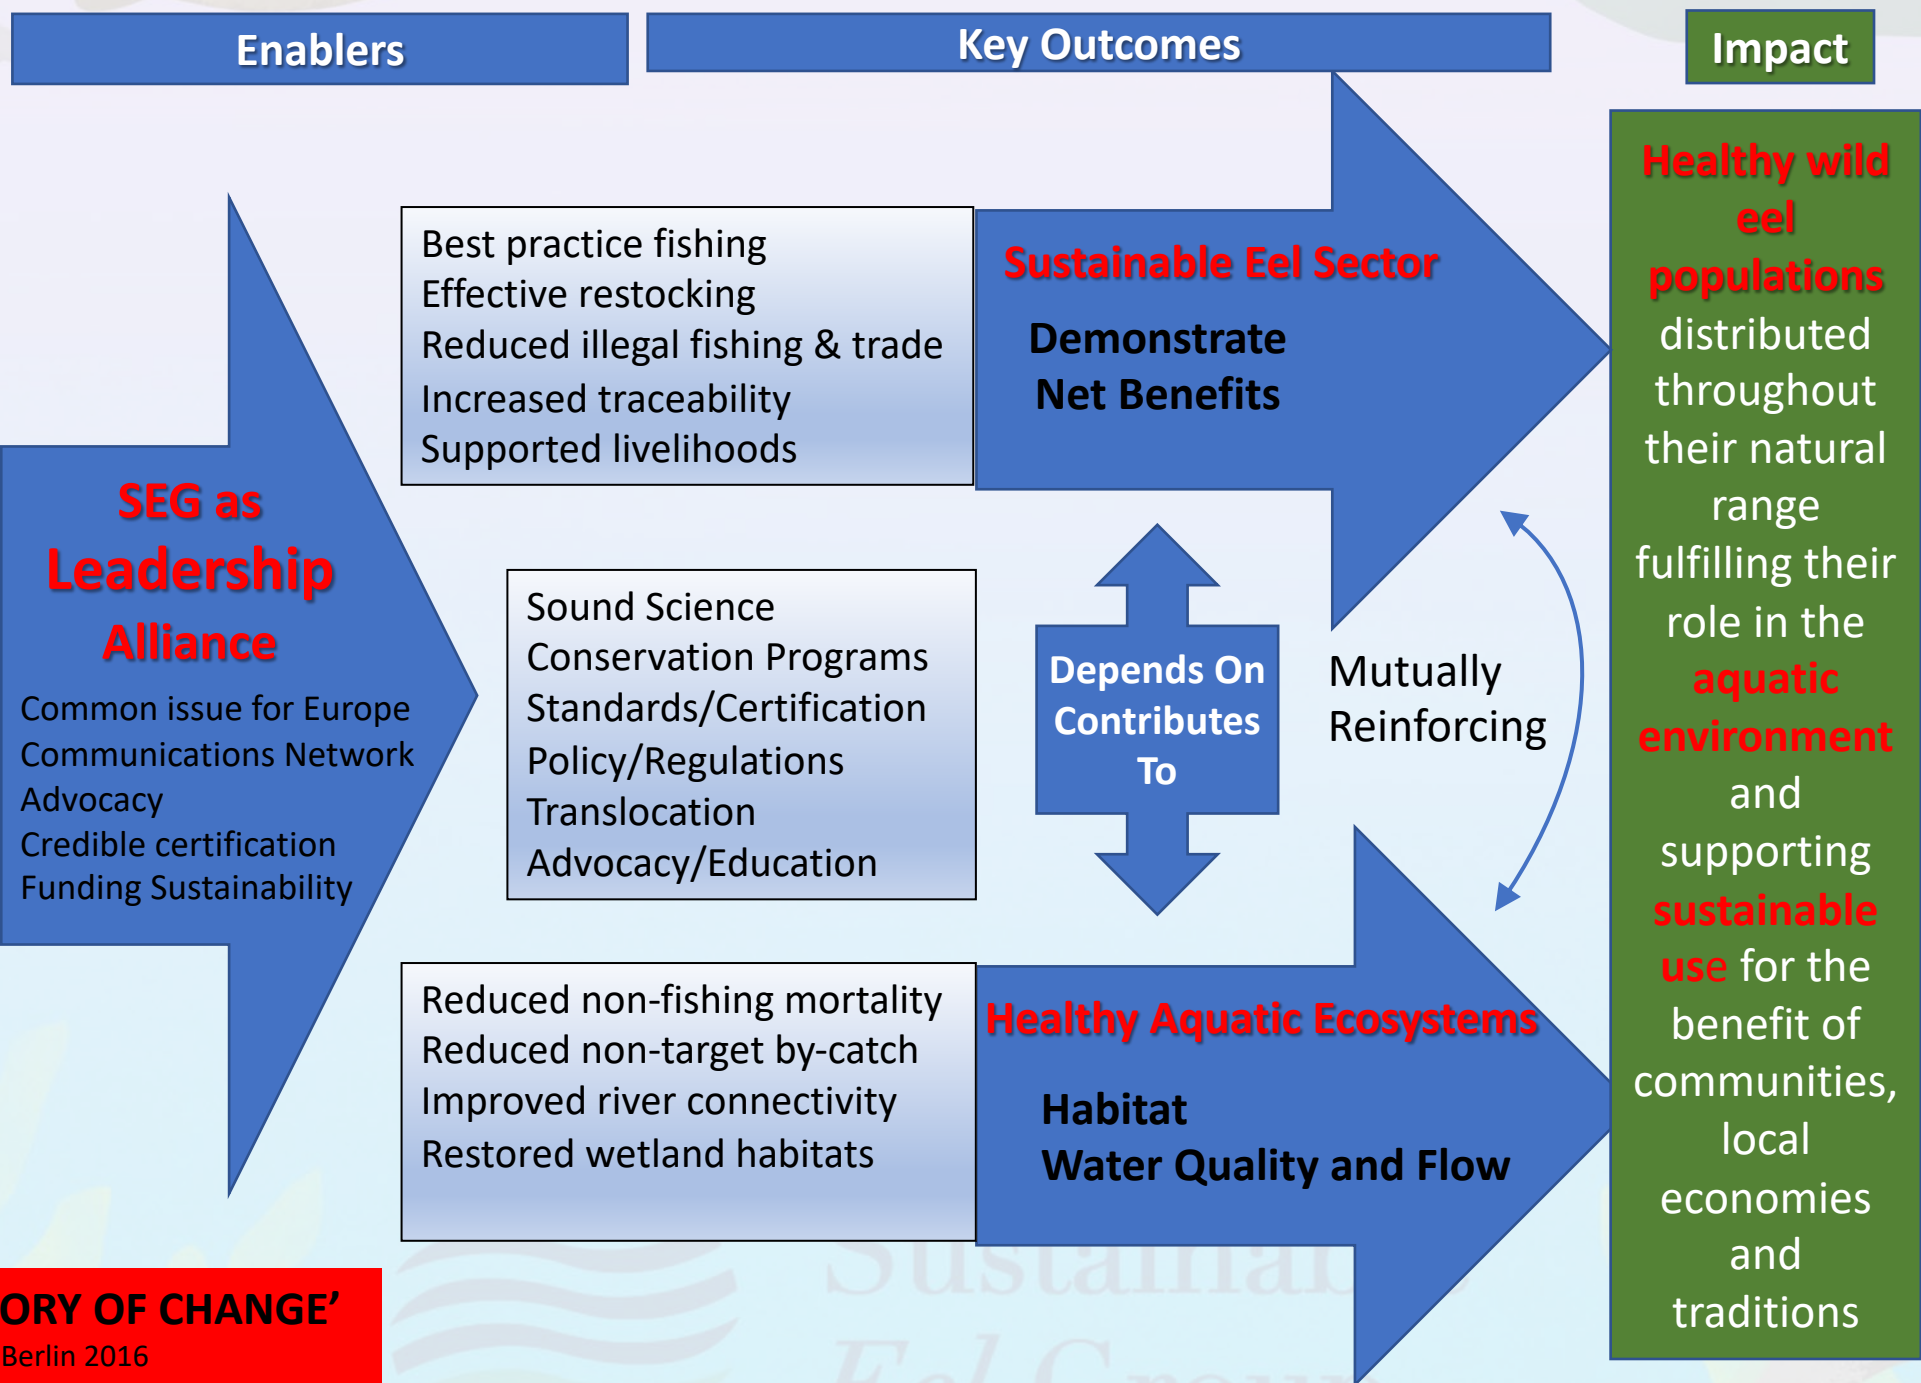 Enablers
Key Outcomes
Impact
SEG as
Leadership
Alliance
Common issue for Europe
Communications Network
Advocacy
Credible certification
Funding Sustainability
Best practice fishing
Effective restocking
Reduced illegal fishing & trade
Increased traceability
Supported livelihoods
Sound Science
Conservation Programs
Standards/Certification
Policy/Regulations
Translocation
Advocacy/Education
Reduced non-fishing mortality
Reduced non-target by-catch
Improved river connectivity
Restored wetland habitats
Sustainable Eel Sector
Demonstrate
Net Benefits
Depends On
Contributes
To
Mutually
Reinforcing
Healthy Aquatic Ecosystems
Habitat
Water Quality and Flow
Healthy wild
eel
populations
distributed
throughout
their natural
range
fulfilling their
role in the
aquatic
environment
and
supporting
sustainable
use for the
benefit of
communities,
local
economies
and
traditions
ORY OF CHANGE’
Berlin 2016
Sustainab
Eel Group